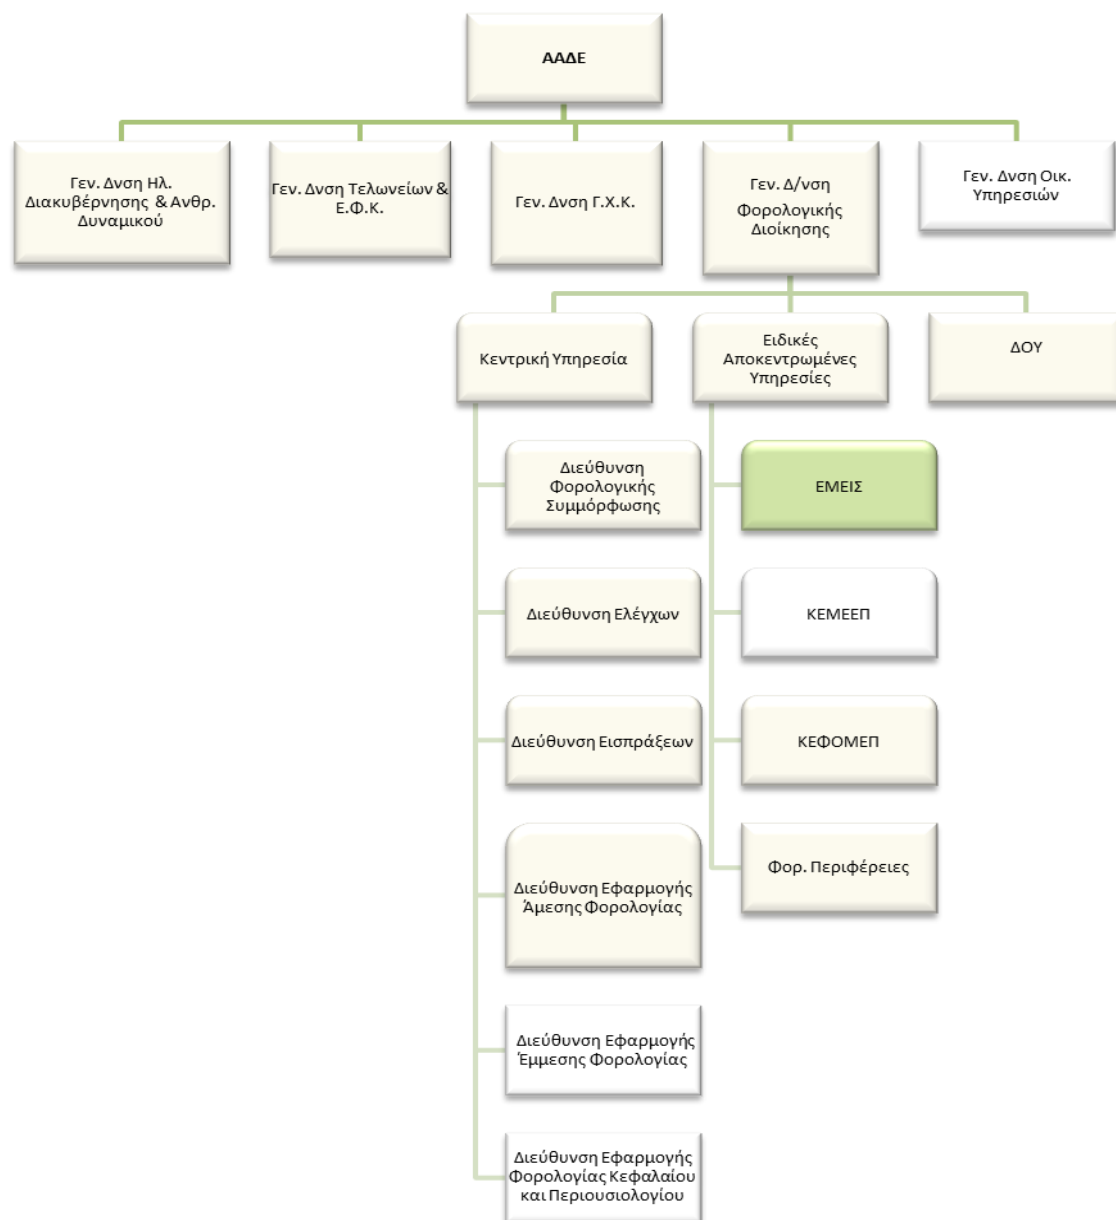 ΑΑΔΕ
Γεν. Δνση Ηλ.
Διακυβέρνησης & Ανθρ.
Δυναμικού
Γεν. Δνση Τελωνείων &
Ε.Φ.Κ.
Γεν. Δνση Γ.Χ.Κ.
Γεν. Δ/νση
Φορολογικής
Διοίκησης
Γεν. Δνση Οικ.
Υπηρεσιών
Κεντρική Υπηρεσία
Ειδικές
Αποκεντρωμένες
Υπηρεσίες
ΔΟΥ
Διεύθυνση
Φορολογικής
Συμμόρφωσης
Διεύθυνση Ελέγχων
Διεύθυνση Εισπράξεων
Διεύθυνση Εφαρμογής
Άμεσης Φορολογίας
Διεύθυνση Εφαρμογής
Έμμεσης Φορολογίας
Διεύθυνση Εφαρμογής
Φορολογίας Κεφαλαίου
και Περιουσιολογίου
ΕΜΕΙΣ
ΚΕΜΕΕΠ
ΚΕΦΟΜΕΠ
Φορ. Περιφέρειες